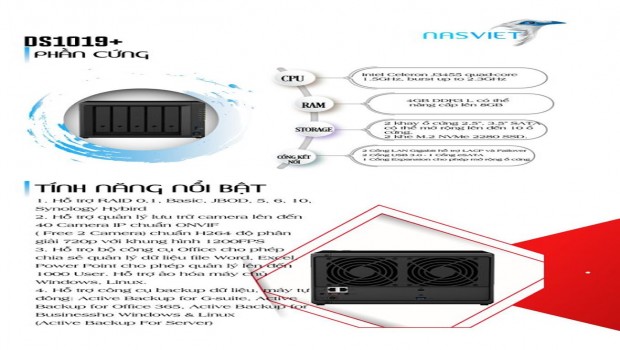 DS1019+
PHẦN CỨNG
NASVIET
CPU
Intel Celeron J3455 quad-core
1.5GHz, burst up to 2.3GHz
RAM
4GB DDR3 L có thể
nâng cấp lên 8GB
STORAGE
2 khay ổ cứng 2.5", 3.5" SATA
có thể mở rộng lên đến 10 ổ
cứng.
2 khe M.2 NVMe 2280 SSD.
CỔNG KẾT
NỐI
2 Cổng LAN Gigabit hỗ trợ LACP và Failover
2 Cổng USB 3.0 - 1 Cổng eSATA
1 Cổng Expansion cho phép mở rộng ổ cứng
TÍNH NĂNG NỔI BẬT
1. Hỗ trợ RAID 0,1, Basic, JBOD, 5, 6, 10,
Synology Hybird
2. Hỗ trợ quản lý lưu trữ camera lên đến
40 Camera IP chuẩn ONVIF
( Free 2 Camera) chuẩn H264 độ phân
giải 720p với khung hình 1200FPS
3. Hỗ trợ bộ công cụ Office cho phép
chia sẻ quản lý dữ liệu file Word, Excel,
Power Point cho phép quản lý lên đến
1000 User. Hỗ trợ ảo hóa máy chủ
Windows, Linux.
4. Hỗ trợ công cụ backup dữ liệu, máy tự
động: Active Backup for G-suite, Active
Backup for Office 365, Active Backup for
Businessho Windows & Linux
(Active Backup For Server)